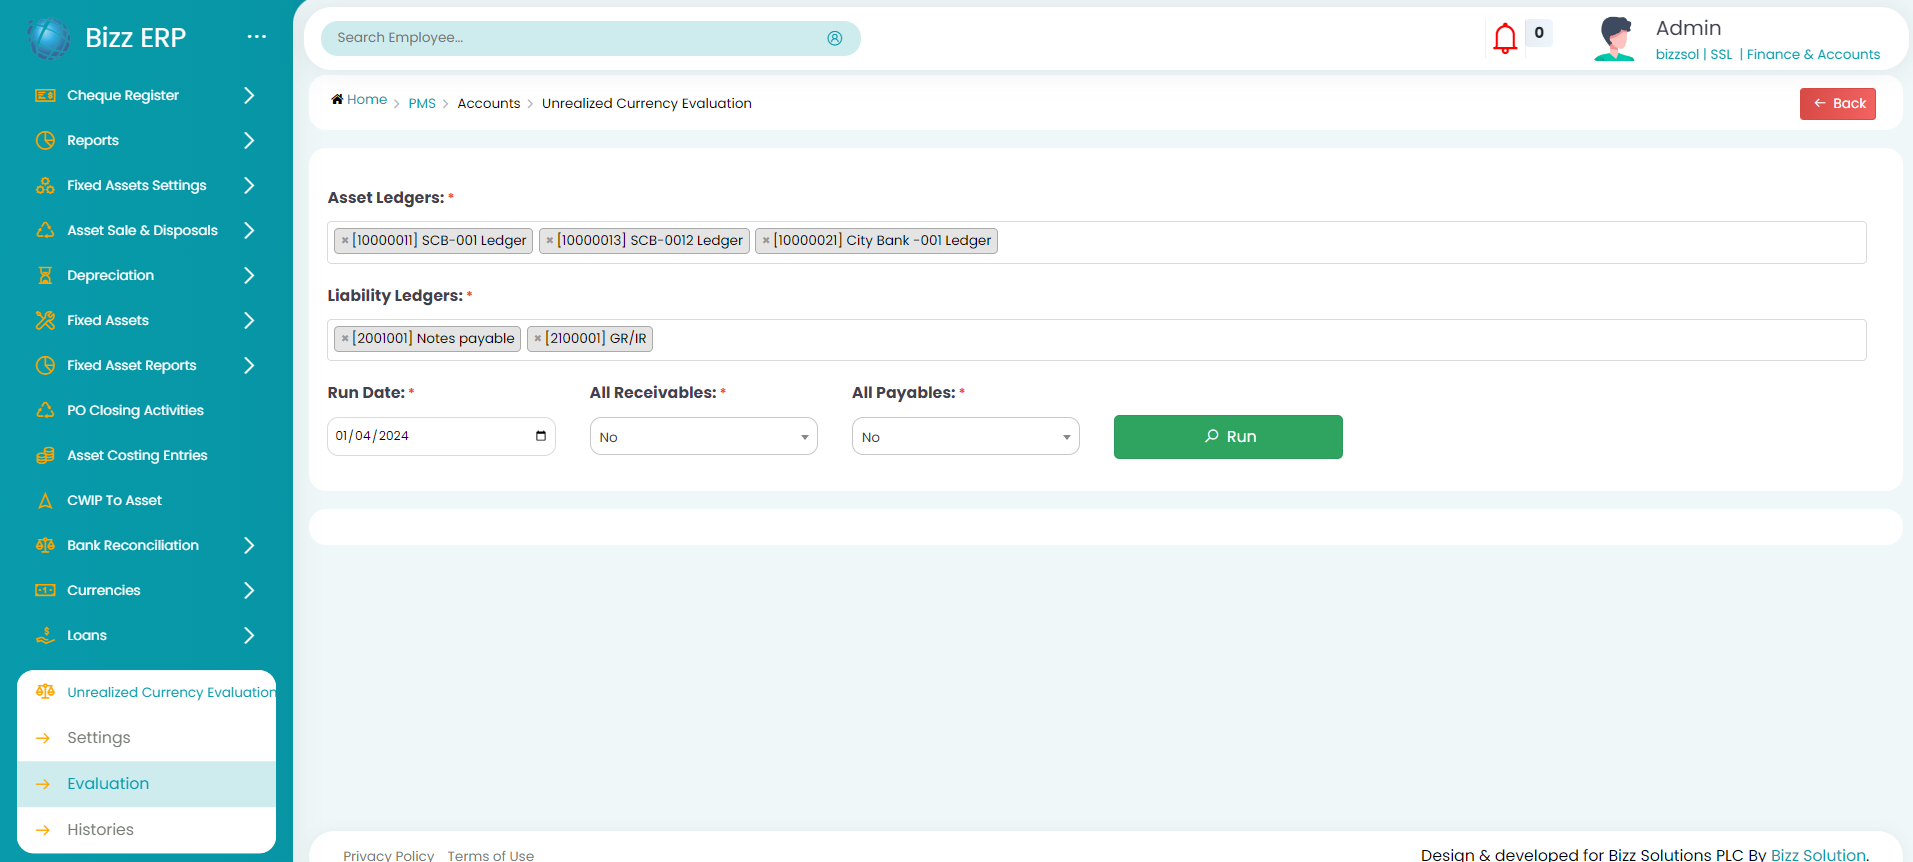 Bizz ERP ...
Cheque Register
Reports
Fixed Assets Settings
Asset Sale & Disposals
Depreciation
Fixed Assets
Fixed Asset Reports
PO Closing Activities
Asset Costing Entries
CWIP To Asset
Bank Reconciliation
Currencies
Loans
Unrealized Currency Evaluation
Settings
Evaluation
Histories
Search Employee...
0
Admin
bizzsol | SSL | Finance & Accounts
Home > PMS > Accounts > Unrealized Currency Evaluation
← Back
Asset Ledgers: *
×[10000011] SCB-001 Ledger ×[10000013] SCB-0012 Ledger ×[10000021] City Bank -001 Ledger
Liability Ledgers: *
×[2001001] Notes payable ×[2100001] GR/IR
Run Date: * All Receivables: * All Payables: *
01/04/2024 No No Run
Privacy Policy Terms of Use
Design & developed for Bizz Solutions PLC By Bizz Solution.